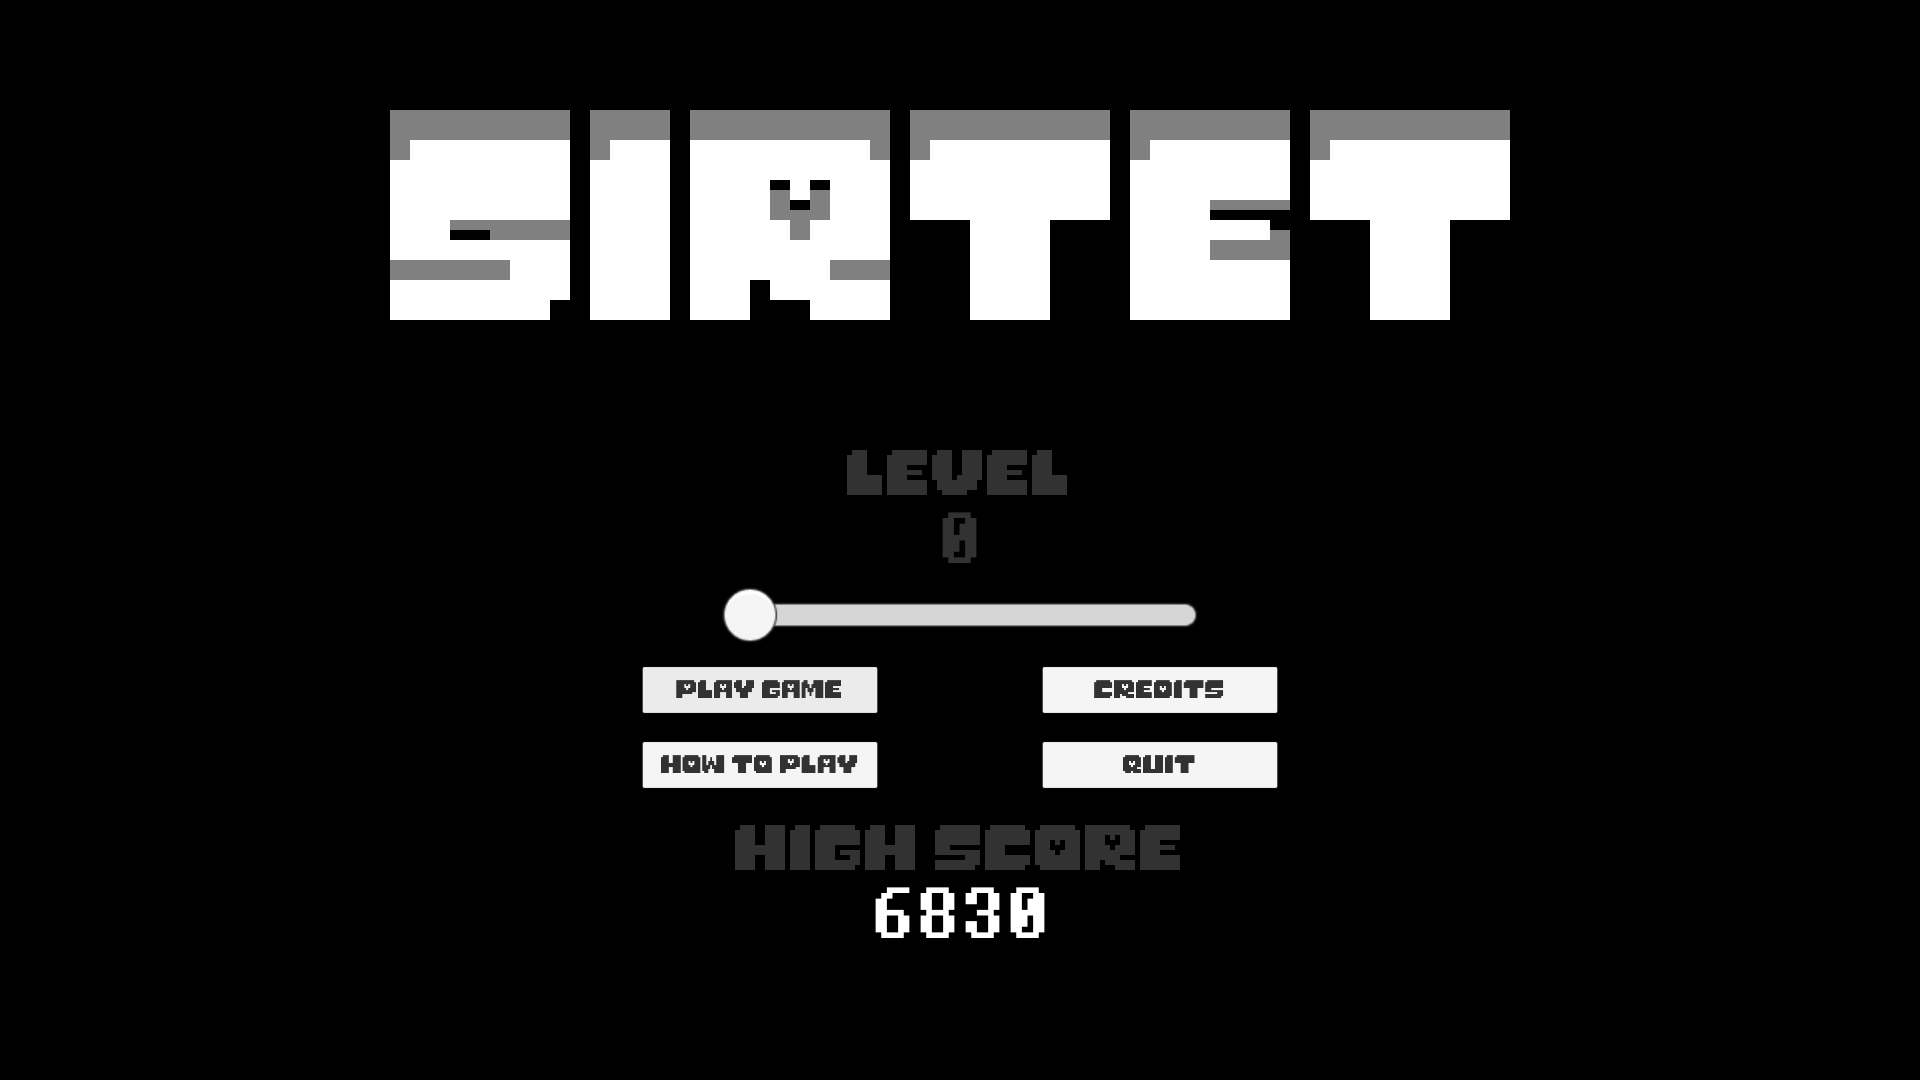 SIRTET
LEVEL
0
PLAY GAME
CREDITS
HOW TO PLAY
QUIT
HIGH SCORE
6830